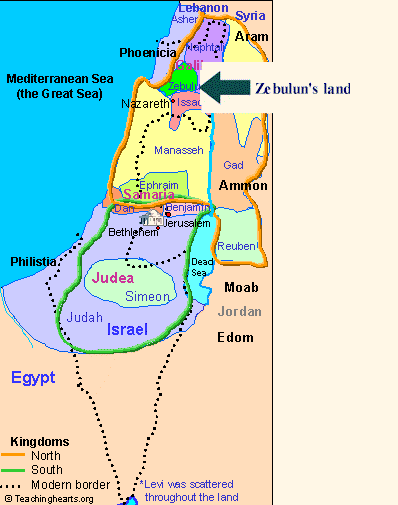 Lebanon
Asher
Syria
Naphtali
Aram
Phoenicia
Mediterranean Sea
(the Great Sea)
Zebulun's land
Nazareth
Manasseh
Gad
Ephraim
Ammon
Samaria
Dan
Benjamin
Jerusalem
Bethlehem
Reuben
Philistia
Dead
Sea
Judea
Simeon
Moab
Judah
Israel
Jordan
Edom
Egypt
Kingdoms
North
South
Modern border
*Levi was scattered
throughout the land
© Teachinghearts.org